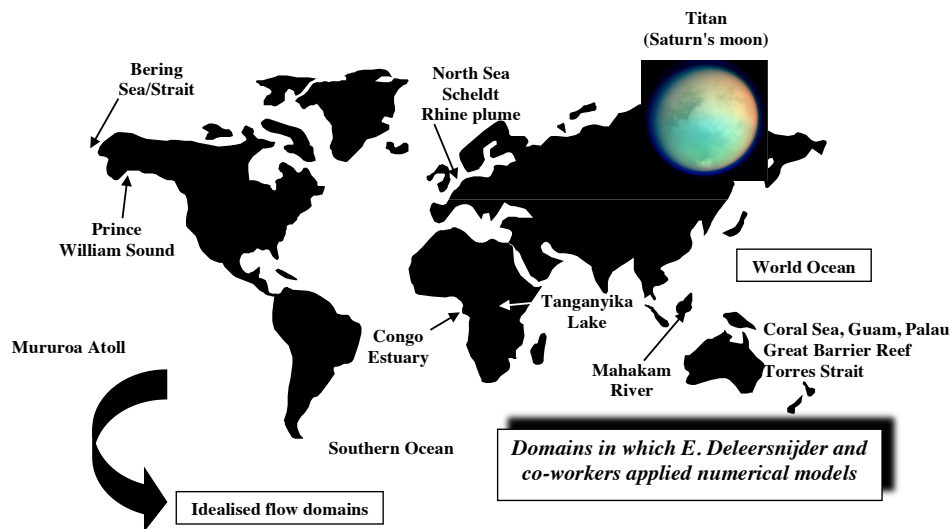 Titan
(Saturn's moon)
Bering
Sea/Strait
North Sea
Scheldt
Rhine plume
Prince
William Sound
World Ocean
Tanganyika
Lake
Congo
Estuary
Mururoa Atoll
Mahakam
River
Coral Sea, Guam, Palau
Great Barrier Reef
Torres Strait
Southern Ocean
Domains in which E. Deleersnijder and
co-workers applied numerical models
Idealised flow domains